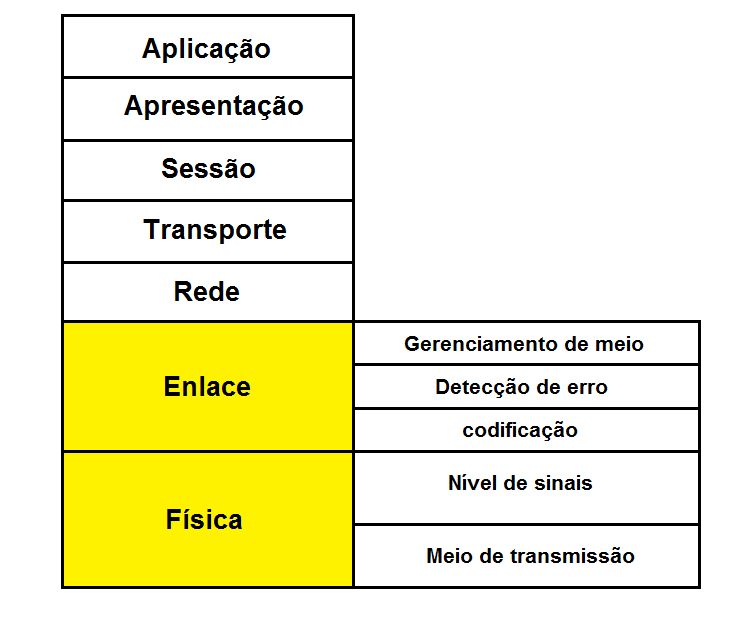 Aplicação
Apresentação
Sessão
Transporte
Rede
Enlace
Gerenciamento de meio
Detecção de erro
codificação
Física
Nível de sinais
Meio de transmissão